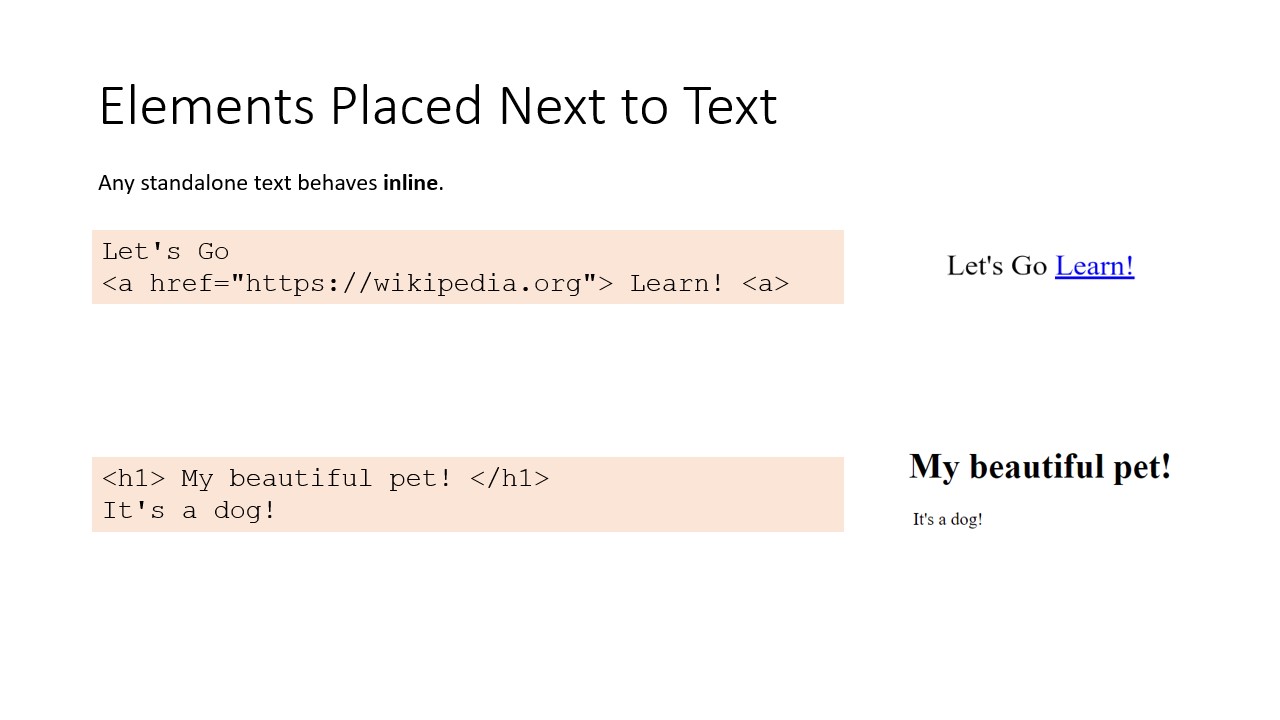 Elements Placed Next to Text
Any standalone text behaves inline.
Let's Go
<a href="https://wikipedia.org"> Learn! <a>
Let's Go Learn!
<h1> My beautiful pet! </h1>
It's a dog!
My beautiful pet!
It's a dog!